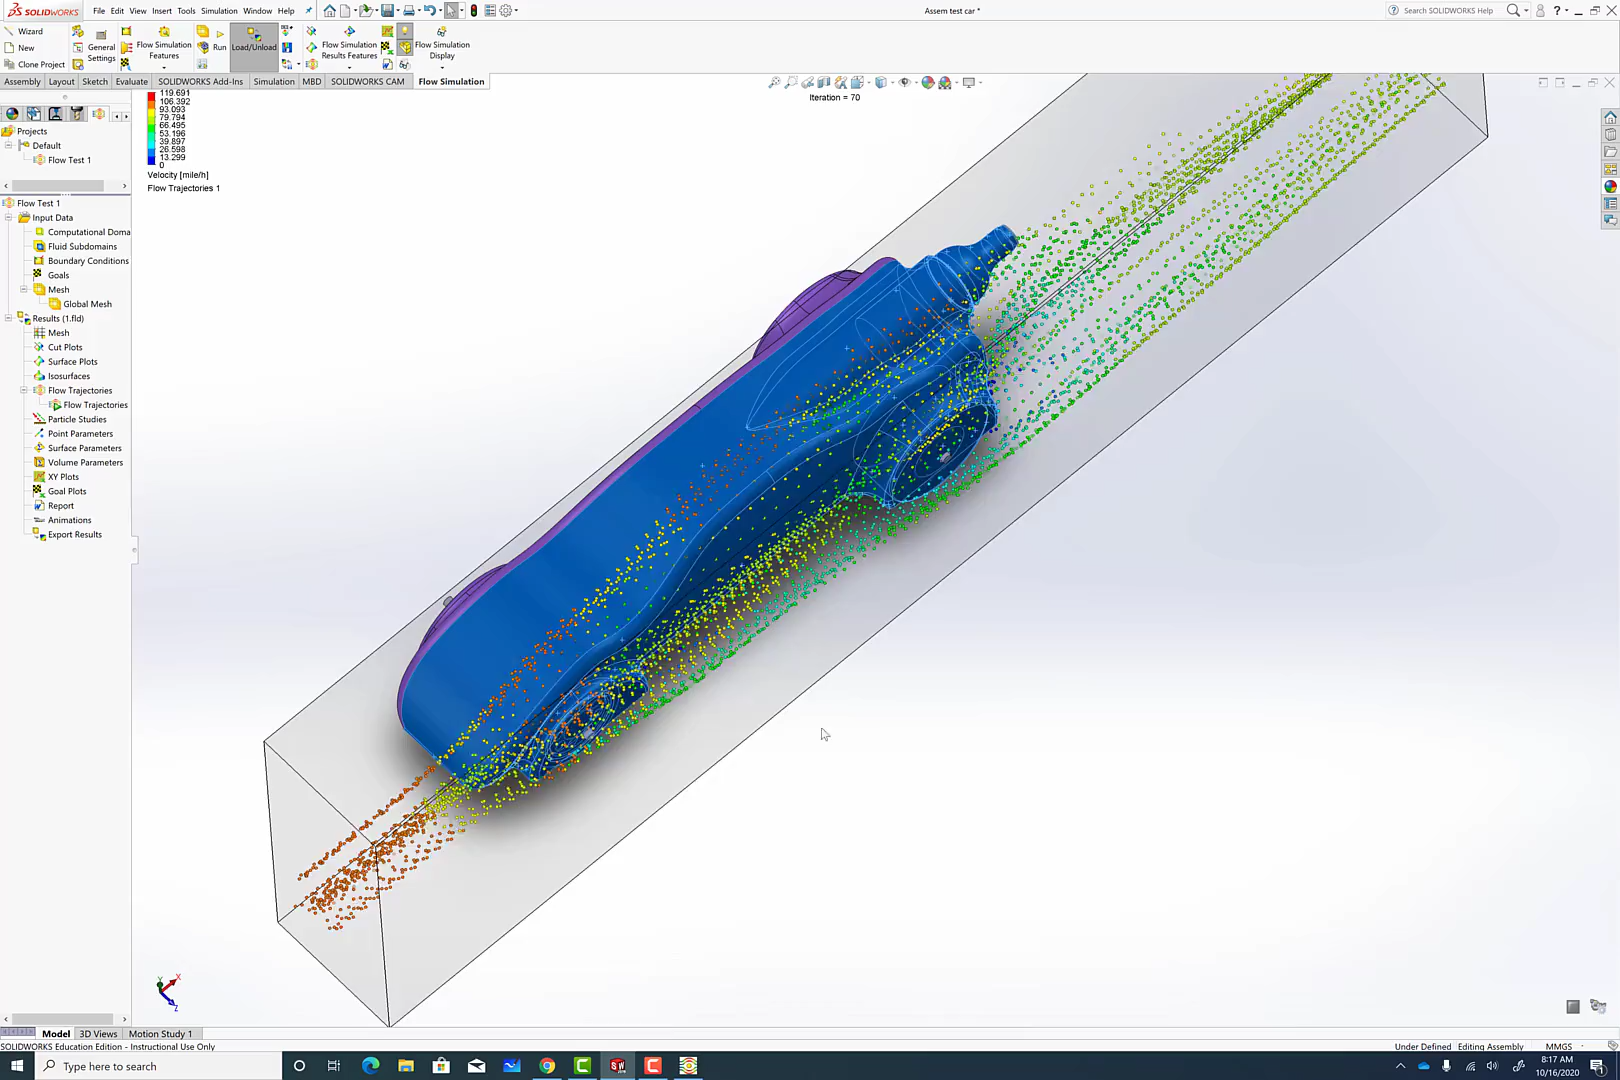 SOLIDWORKS
File Edit View Insert Tools Simulation Window Help
Assem test car *
Search SOLIDWORKS Help
Wizard
New
Clone Project
General Settings
Flow Simulation Features
Run
Load/Unload
Flow Simulation Results Features
Flow Simulation Display
Assembly Layout Sketch Evaluate SOLIDWORKS Add-Ins Simulation MBD SOLIDWORKS CAM Flow Simulation
Iteration = 70
119.691
106.392
93.093
79.794
66.495
53.196
39.897
26.598
13.299
0
Velocity [mile/h]
Flow Trajectories 1
Projects
Default
Flow Test 1
Flow Test 1
Input Data
Computational Doma
Fluid Subdomains
Boundary Conditions
Goals
Mesh
Global Mesh
Results (1.fld)
Mesh
Cut Plots
Surface Plots
Isosurfaces
Flow Trajectories
Flow Trajectories
Particle Studies
Point Parameters
Surface Parameters
Volume Parameters
XY Plots
Goal Plots
Report
Animations
Export Results
Y
X
Z
Model 3D Views Motion Study 1
SOLIDWORKS Education Edition - Instructional Use Only
Under Defined Editing Assembly MMGS
Type here to search
8:17 AM
10/16/2020